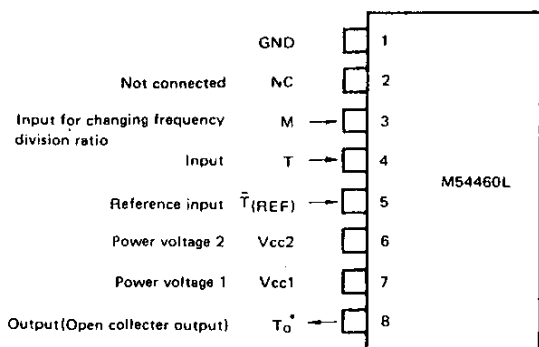 GND 1
Not connected NC 2
Input for changing frequency division ratio M → 3
Input T → 4
M54460L
Reference input T̄(REF) → 5
Power voltage 2 Vcc2 6
Power voltage 1 Vcc1 7
Output(Open collecter output) To* ← 8